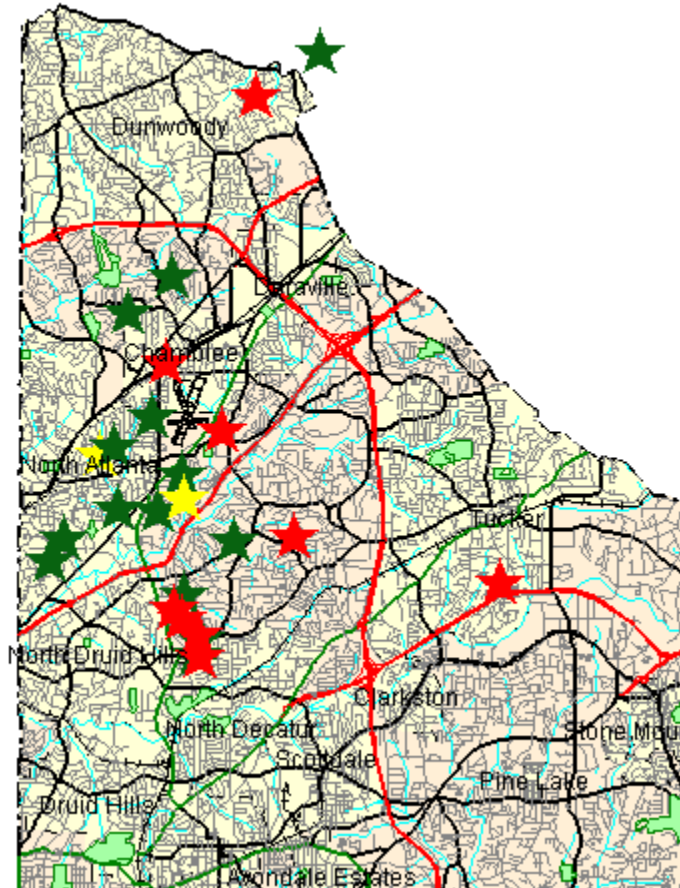 Dunwoody
Doraville
Chamblee
North Atlanta
Tucker
North Druid Hills
Clarkston
North Decatur
Stone Mou
Scottdale
Pine Lake
Druid Hills
Avondale Estates